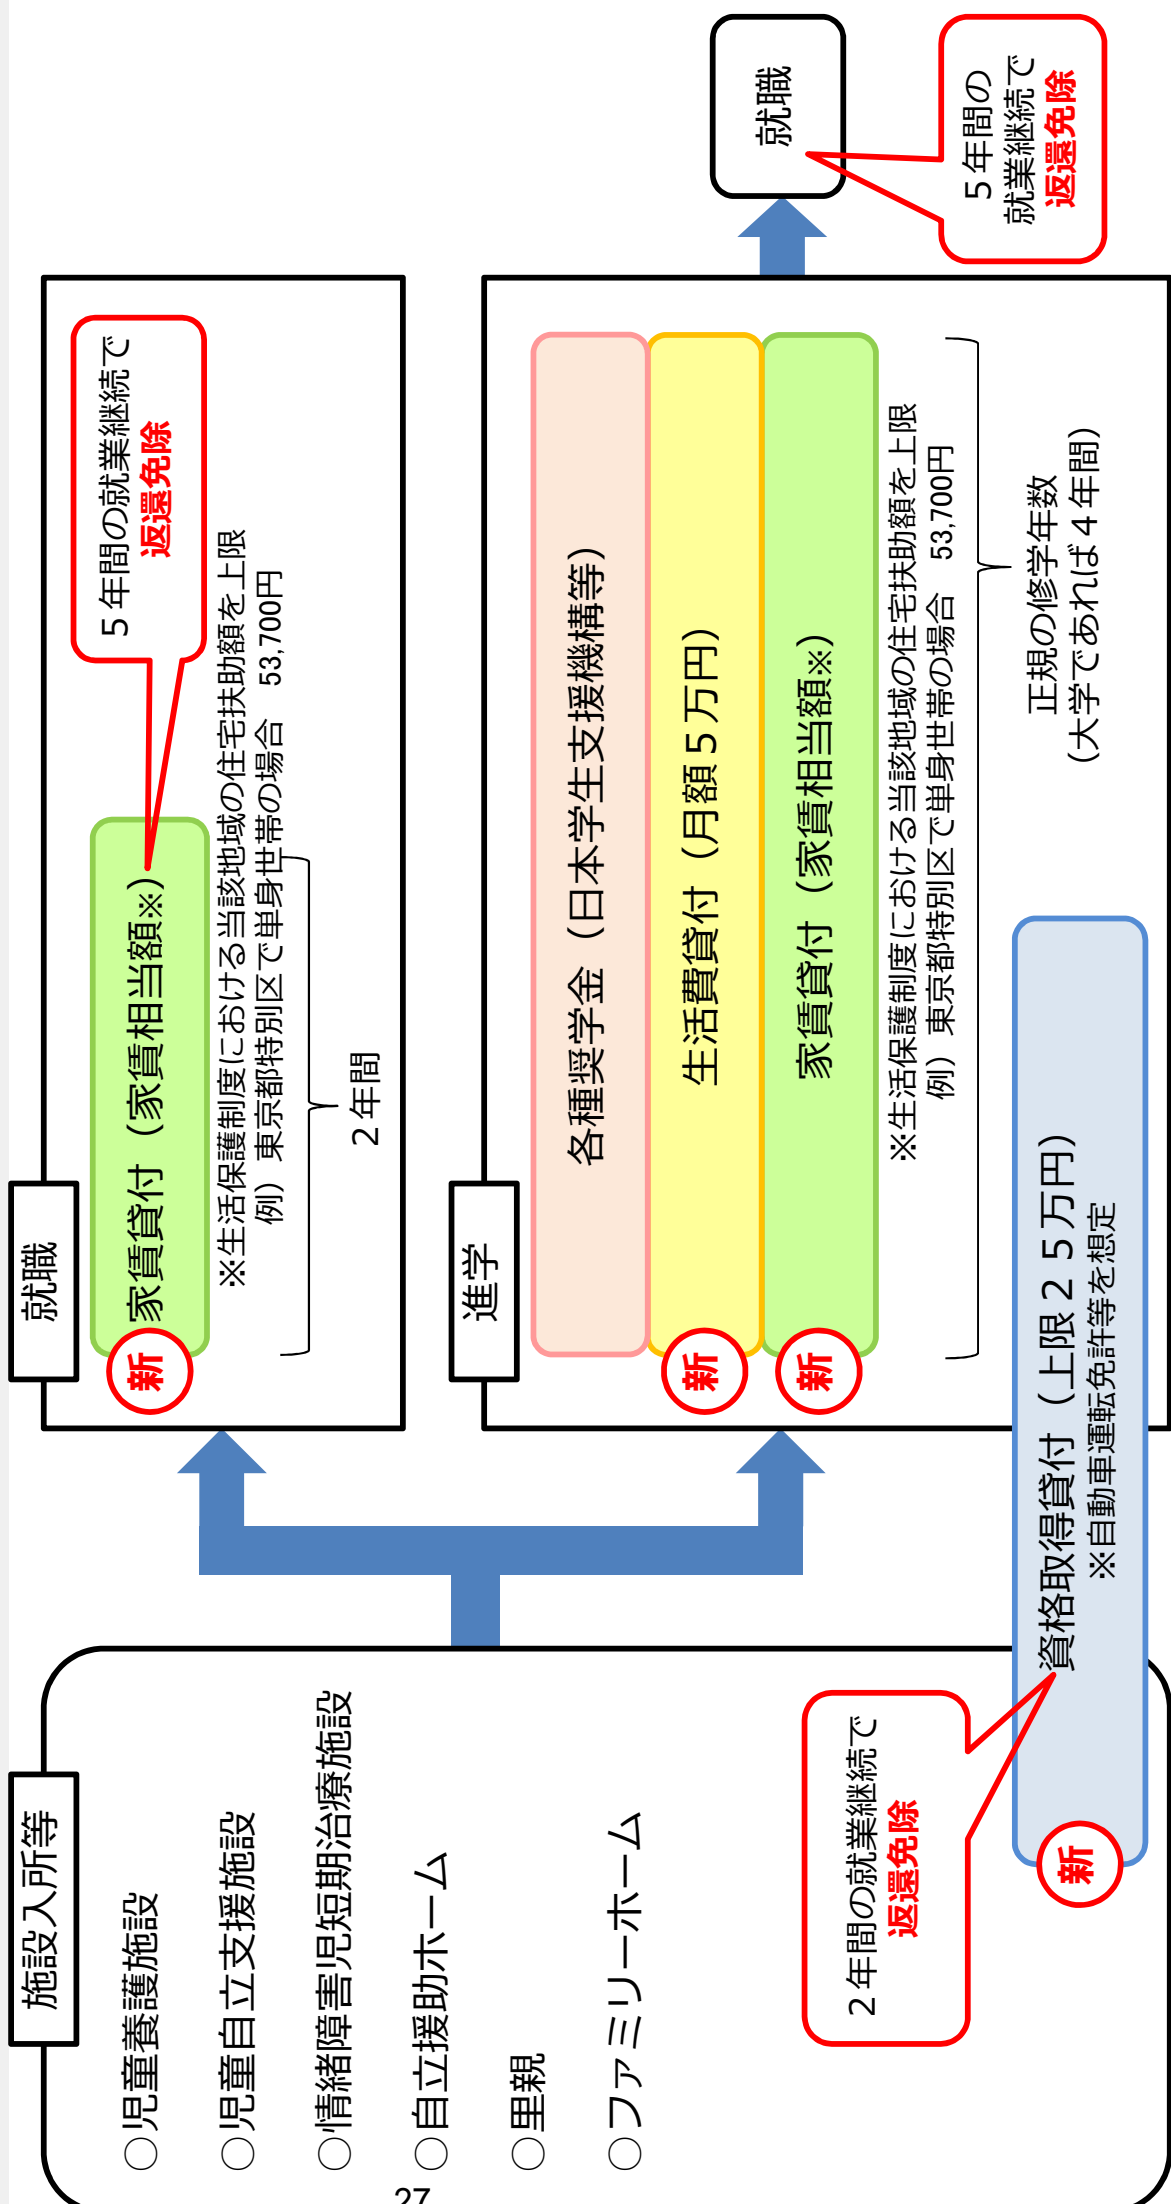 施設入所等
○児童養護施設
○児童自立支援施設
○情緒障害児短期治療施設
○自立援助ホーム
○里親
○ファミリーホーム
2年間の就業継続で
返還免除
新
資格取得貸付（上限25万円）
※自動車運転免許等を想定
就職
新
家賃貸付（家賃相当額※）
5年間の就業継続で
返還免除
※生活保護制度における当該地域の住宅扶助額を上限
例）東京都特別区で単身世帯の場合　53,700円
2年間
進学
各種奨学金（日本学生支援機構等）
新
生活費貸付（月額5万円）
新
家賃貸付（家賃相当額※）
※生活保護制度における当該地域の住宅扶助額を上限
例）東京都特別区で単身世帯の場合　53,700円
正規の修学年数
（大学であれば4年間）
就職
5年間の
就業継続で
返還免除
27